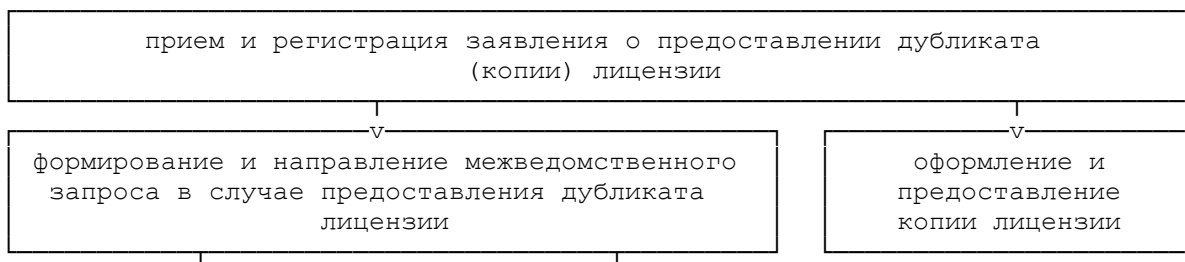 прием и регистрация заявления о предоставлении дубликата
(копии) лицензии
v
v
формирование и направление межведомственного
запроса в случае предоставления дубликата
лицензии
оформление и
предоставление
копии лицензии